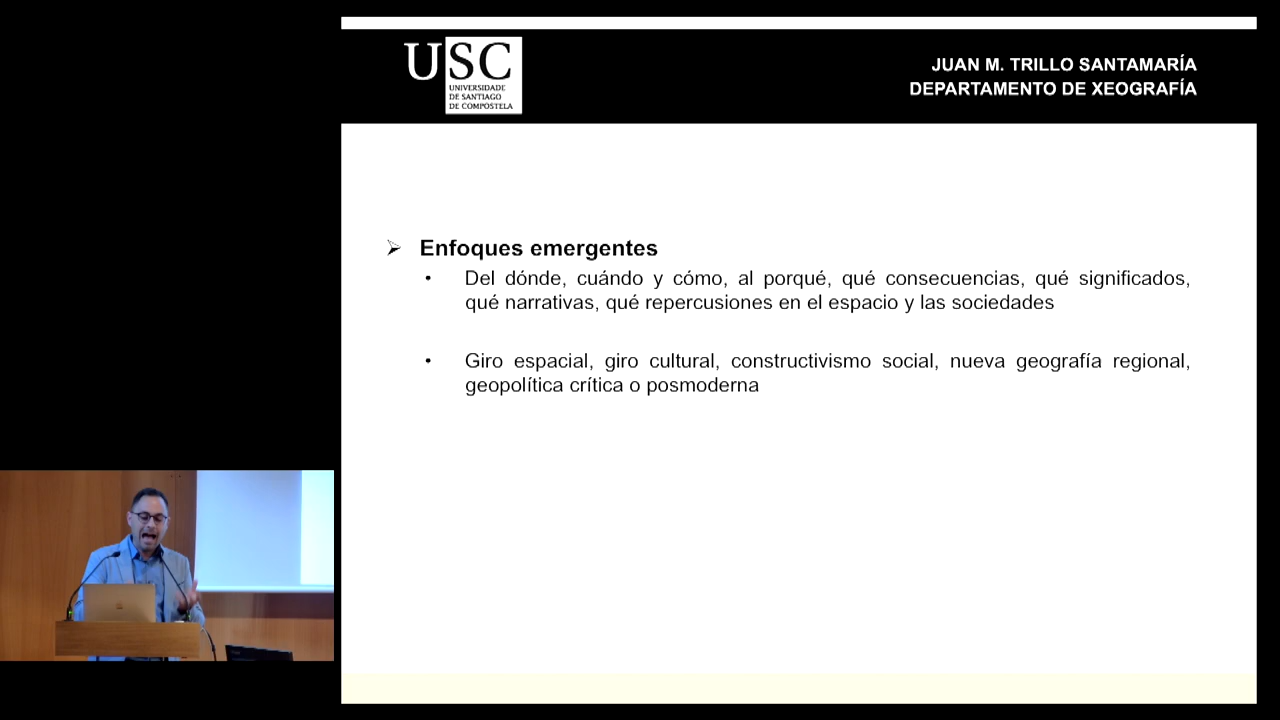 USC
UNIVERSIDADE
DE SANTIAGO
DE COMPOSTELA
JUAN M. TRILLO SANTAMARÍA
DEPARTAMENTO DE XEOGRAFÍA
➢ Enfoques emergentes
• Del dónde, cuándo y cómo, al porqué, qué consecuencias, qué significados,
qué narrativas, qué repercusiones en el espacio y las sociedades
• Giro espacial, giro cultural, constructivismo social, nueva geografía regional,
geopolítica crítica o posmoderna